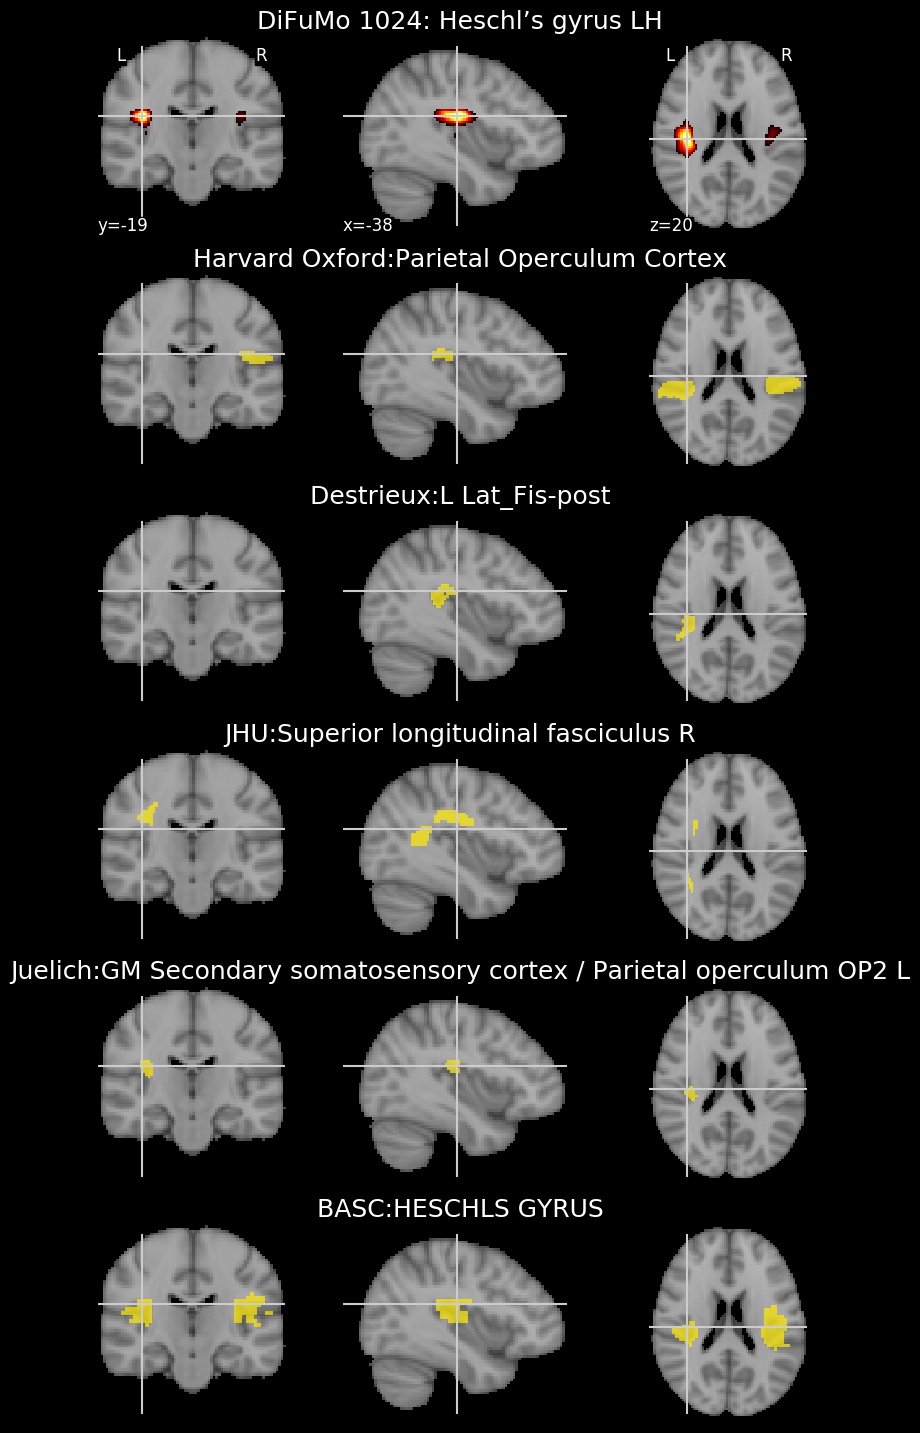 DiFuMo 1024: Heschl’s gyrus LH
L R L R
y=-19 x=-38 z=20
Harvard Oxford:Parietal Operculum Cortex
Destrieux:L Lat_Fis-post
JHU:Superior longitudinal fasciculus R
Juelich:GM Secondary somatosensory cortex / Parietal operculum OP2 L
BASC:HESCHLS GYRUS